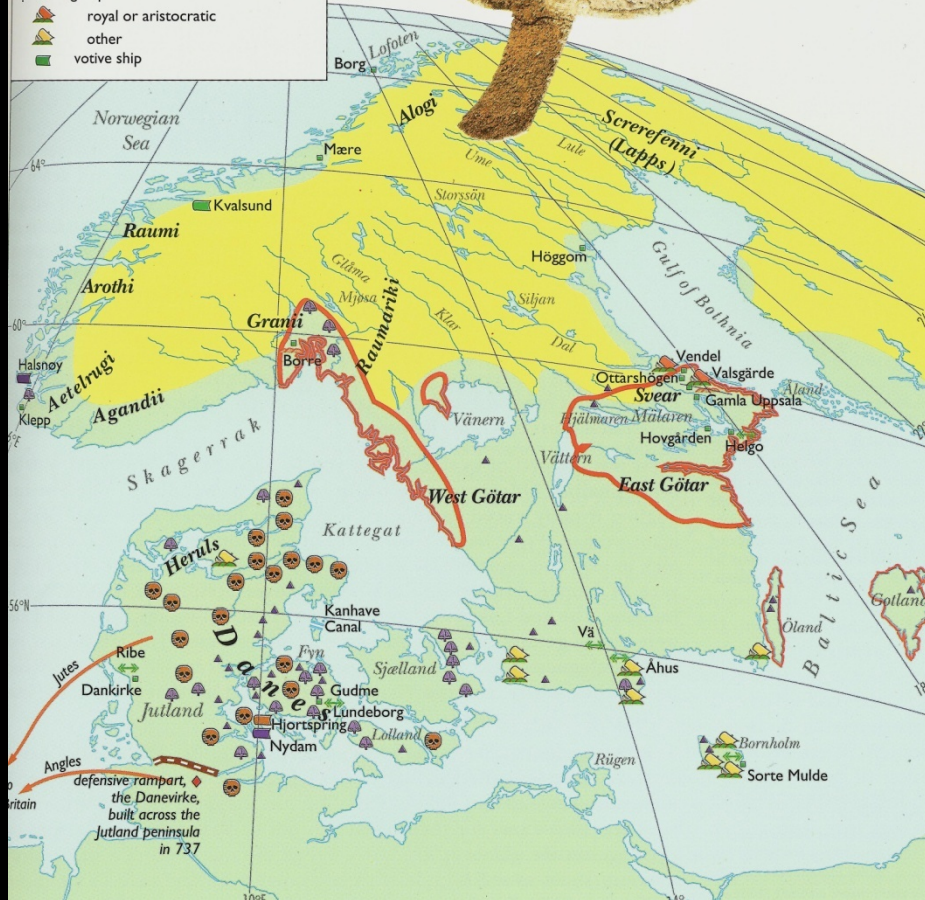 royal or aristocratic
other
votive ship
Lofoten
Borg
Norwegian
Sea
Alogi
Screrefenni
(Lapps)
64°
Mære
Ume
Lule
Storssön
Kvalsund
Raumi
Höggom
Gulf of Bothnia
Arothi
Glåma
Mjøsa
Raumariki
Siljan
Klar
60°
Granii
Dal
Vendel
Halsnøy
Borre
Ottarshögen
Valsgärde
Åland
Aetelrugi
Svear
Gamla Uppsala
Klepp
Agandii
Vänern
Hjälmaren
Mälaren
Hovgården
Helgo
Skagerrak
Vättern
West Götar
East Götar
Kattegat
Baltic Sea
Heruls
Gotland
56°N
Kanhave
Canal
Öland
Danes
Vä
Jutes
Ribe
Fyn
Sjælland
Åhus
Dankirke
Gudme
Jutland
Lundeborg
Hjortspring
Lolland
Nydam
Bornholm
Angles
Rügen
Sorte Mulde
defensive rampart,
the Danevirke,
built across the
Jutland peninsula
in 737